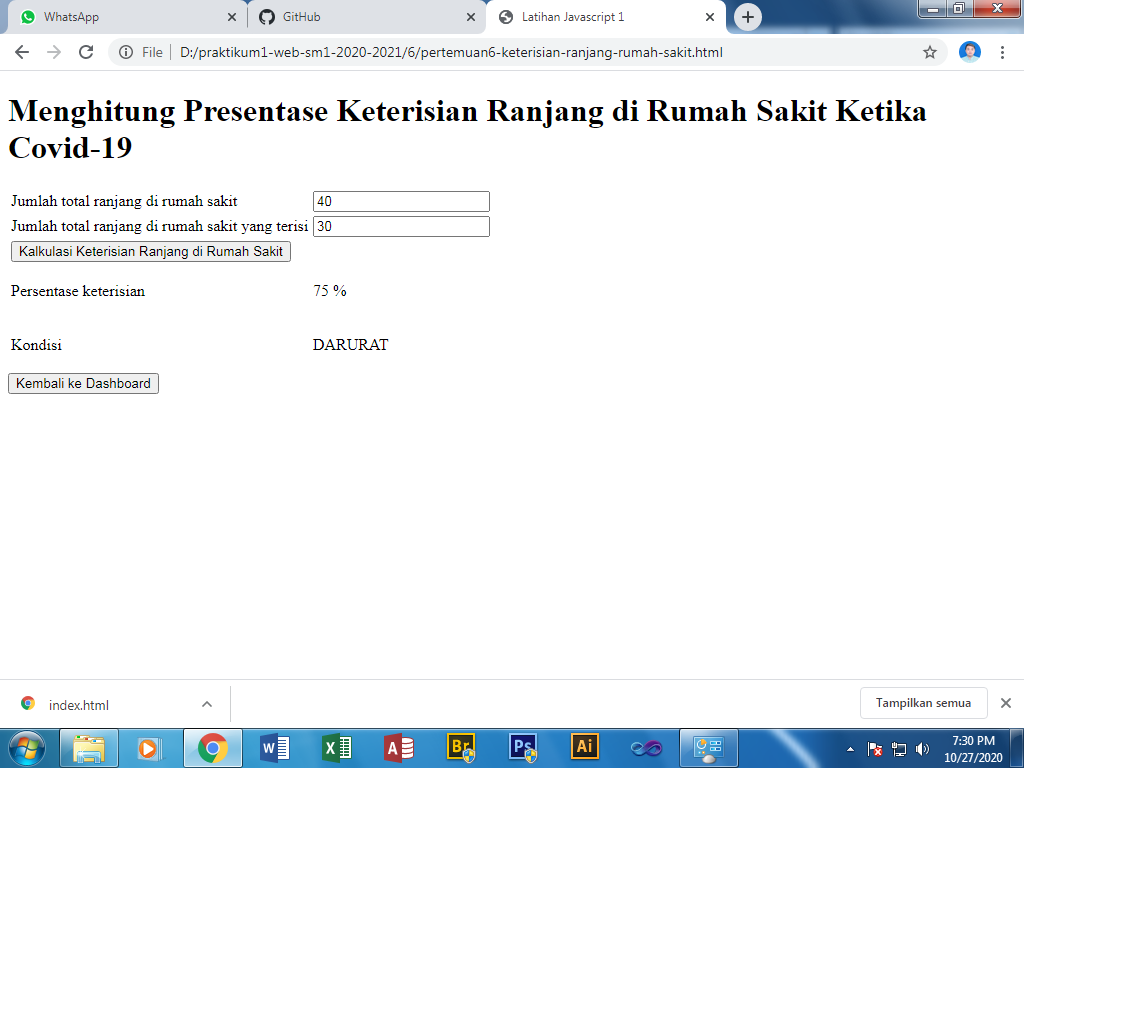 WhatsApp
GitHub
Latihan Javascript 1
File
D:/praktikum1-web-sm1-2020-2021/6/pertemuan6-keterisian-ranjang-rumah-sakit.html
Menghitung Presentase Keterisian Ranjang di Rumah Sakit Ketika
Covid-19
Jumlah total ranjang di rumah sakit 40
Jumlah total ranjang di rumah sakit yang terisi 30
Kalkulasi Keterisian Ranjang di Rumah Sakit
Persentase keterisian 75 %
Kondisi DARURAT
Kembali ke Dashboard
index.html
Tampilkan semua
W X A Br Ps Ai
7:30 PM
10/27/2020